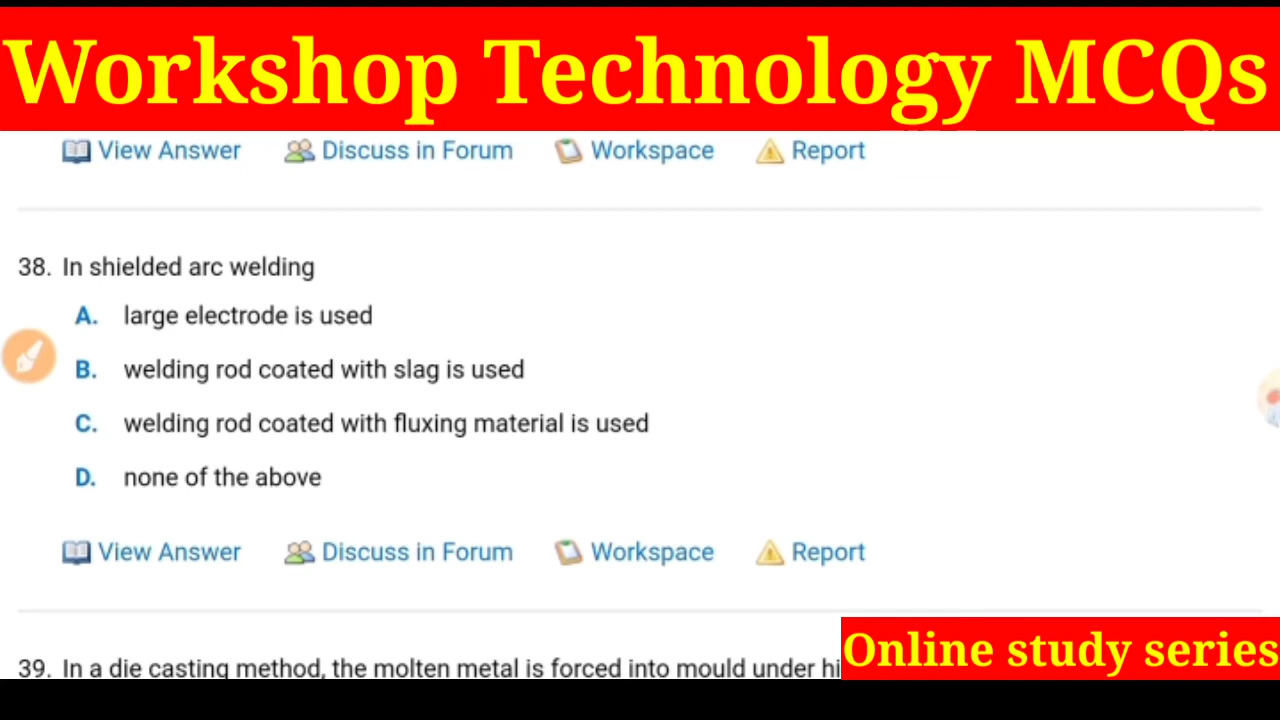 Workshop Technology MCQs
View Answer Discuss in Forum Workspace Report
38. In shielded arc welding
A. large electrode is used
B. welding rod coated with slag is used
C. welding rod coated with fluxing material is used
D. none of the above
View Answer Discuss in Forum Workspace Report
39. In a die casting method, the molten metal is forced into mould under hi
Online study series